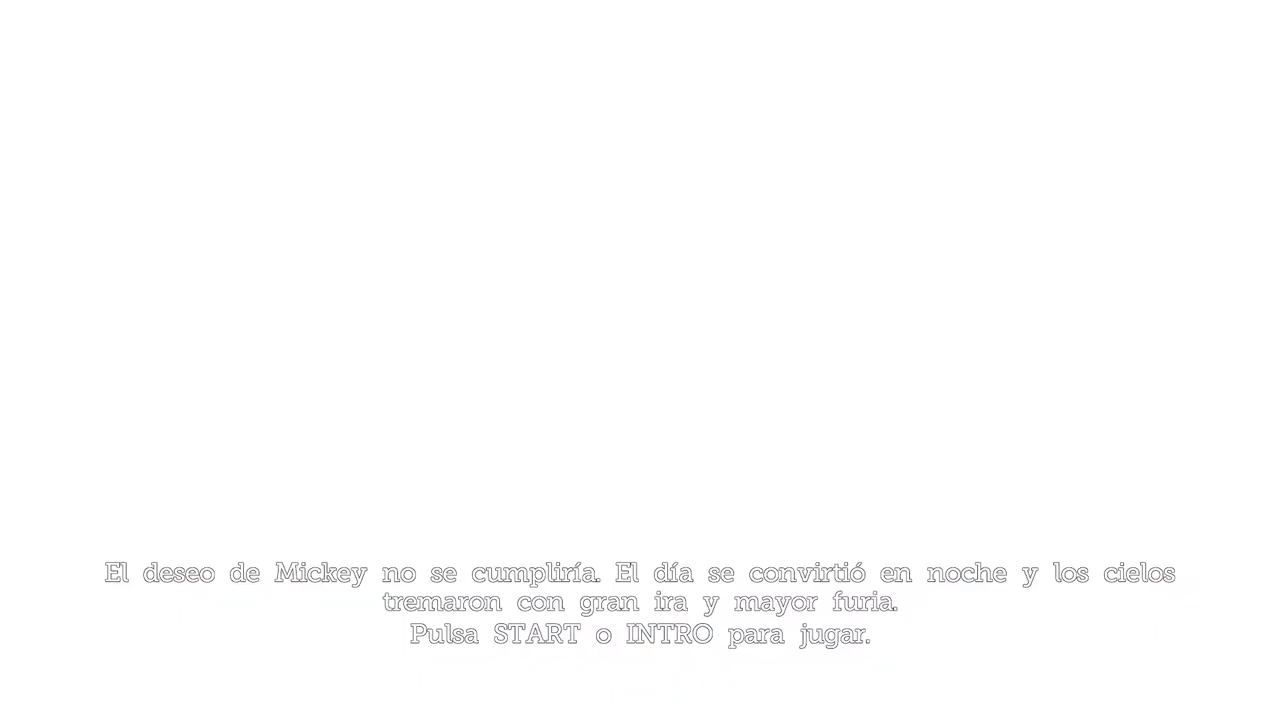 El deseo de Mickey no se cumpliría. El día se convirtió en noche y los cielos
tremaron con gran ira y mayor furia.
Pulsa START o INTRO para jugar.